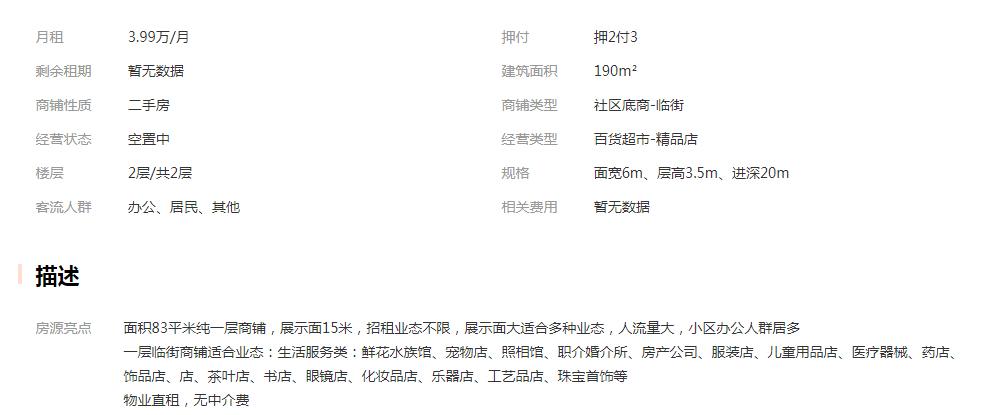 月租 3.99万/月 押付 押2付3
剩余租期 暂无数据 建筑面积 190m²
商铺性质 二手房 商铺类型 社区底商-临街
经营状态 空置中 经营类型 百货超市-精品店
楼层 2层/共2层 规格 面宽6m、层高3.5m、进深20m
客流人群 办公、居民、其他 相关费用 暂无数据
描述
房源亮点 面积83平米纯一层商铺，展示面15米，招租业态不限，展示面大适合多种业态，人流量大，小区办公人群居多
一层临街商铺适合业态：生活服务类：鲜花水族馆、宠物店、照相馆、职介婚介所、房产公司、服装店、儿童用品店、医疗器械、药店、
饰品店、店、茶叶店、书店、眼镜店、化妆品店、乐器店、工艺品店、珠宝首饰等
物业直租，无中介费